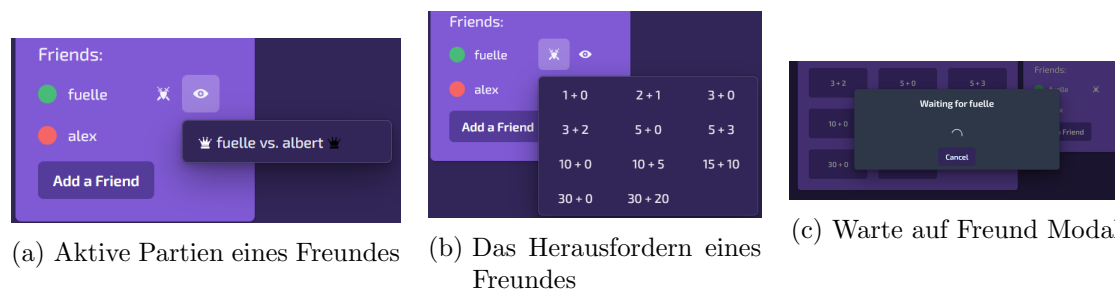 Friends:
fuelle
alex
fuelle vs. albert
Add a Friend
(a) Aktive Partien eines Freundes
Friends:
fuelle
alex
Add a Friend
1 + 0 2 + 1 3 + 0
3 + 2 5 + 0 5 + 3
10 + 0 10 + 5 15 + 10
30 + 0 30 + 20
(b) Das Herausfordern eines
Freundes
3 + 2 5 + 0 5 + 3
10 + 0
30 + 0
Friends:
Waiting for fuelle
Cancel
Friend
(c) Warte auf Freund Modal